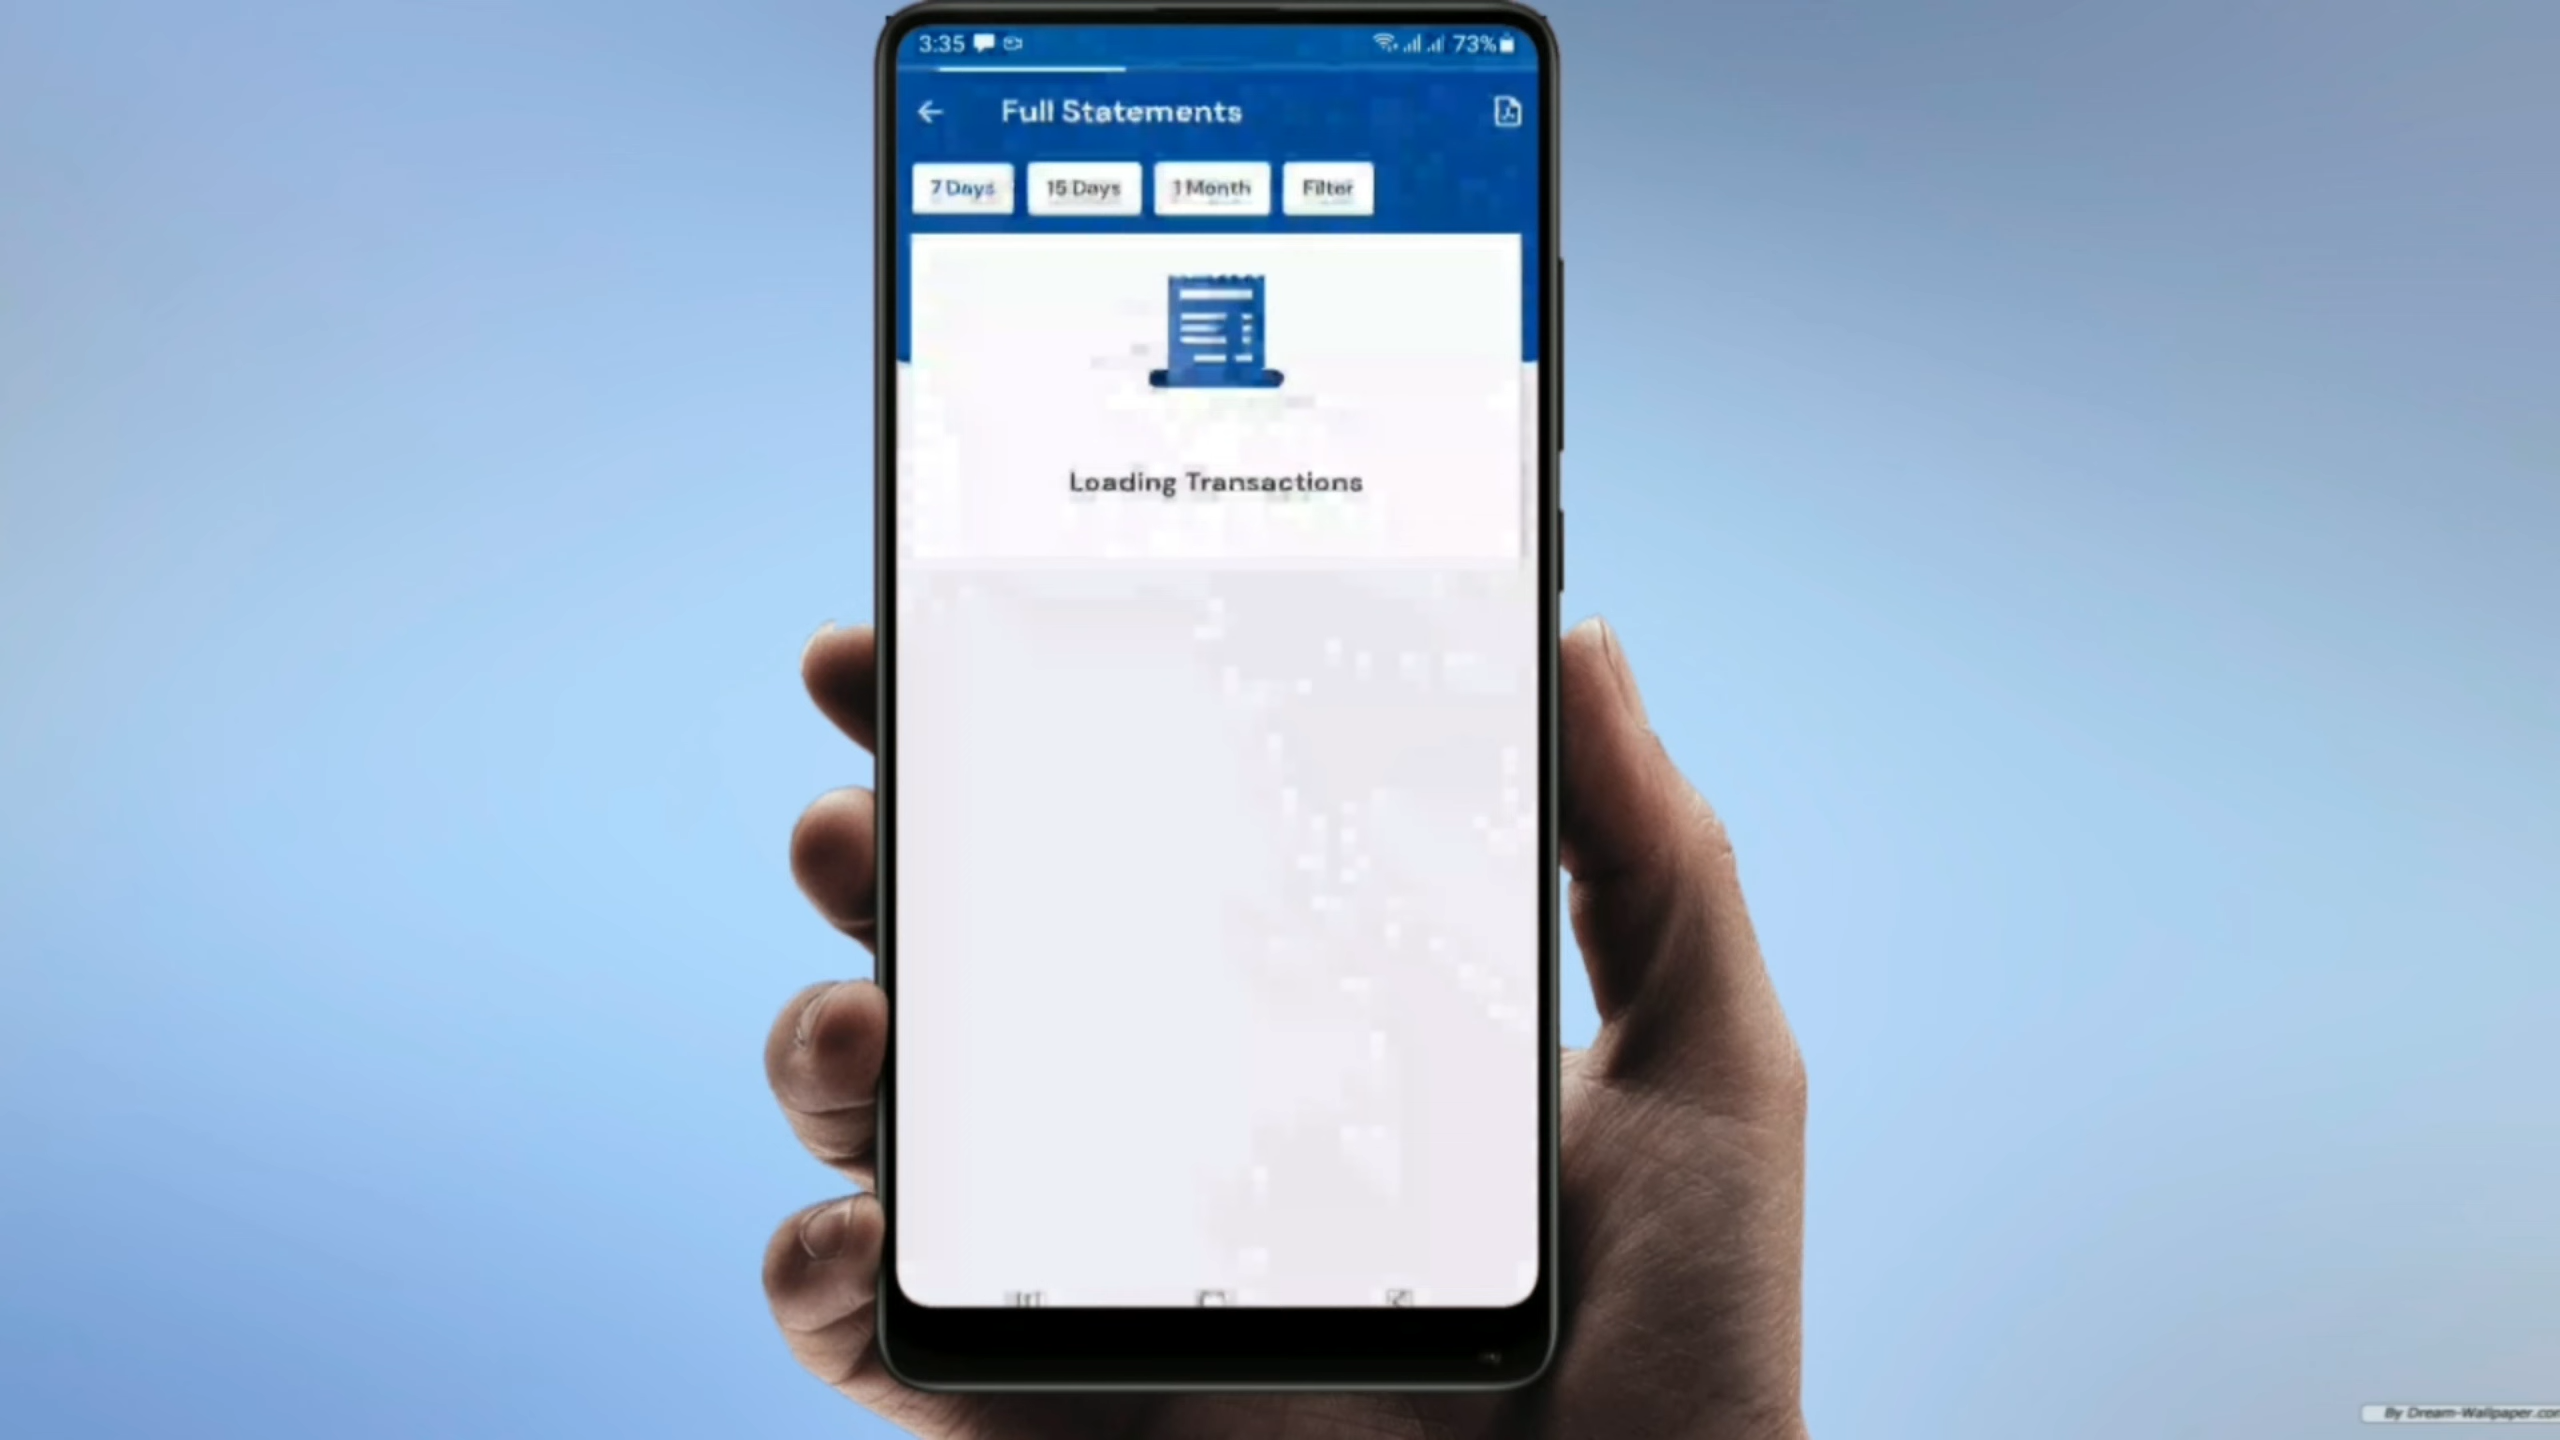 3:35 73%
Full Statements
7 Days 15 Days 1 Month Filter
Loading Transactions
By Dream-Wallpaper.com